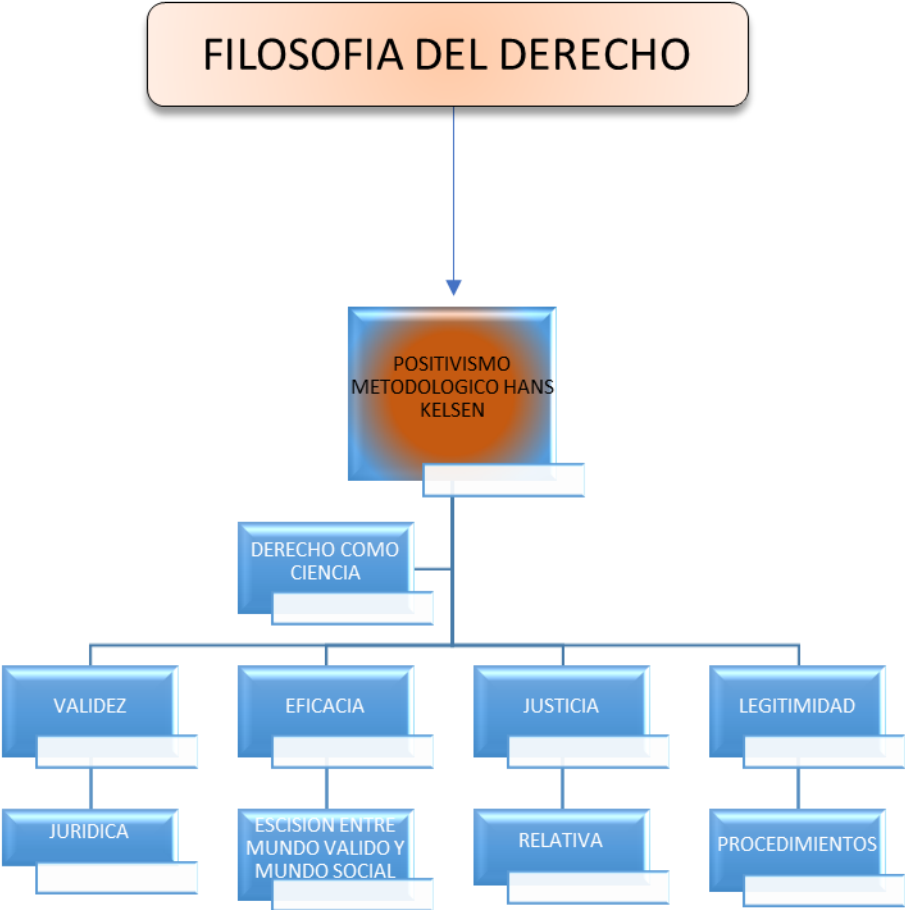 FILOSOFIA DEL DERECHO
POSITIVISMO
METODOLOGICO HANS
KELSEN
DERECHO COMO
CIENCIA
VALIDEZ
EFICACIA
JUSTICIA
LEGITIMIDAD
JURIDICA
ESCISION ENTRE
MUNDO VALIDO Y
MUNDO SOCIAL
RELATIVA
PROCEDIMIENTOS